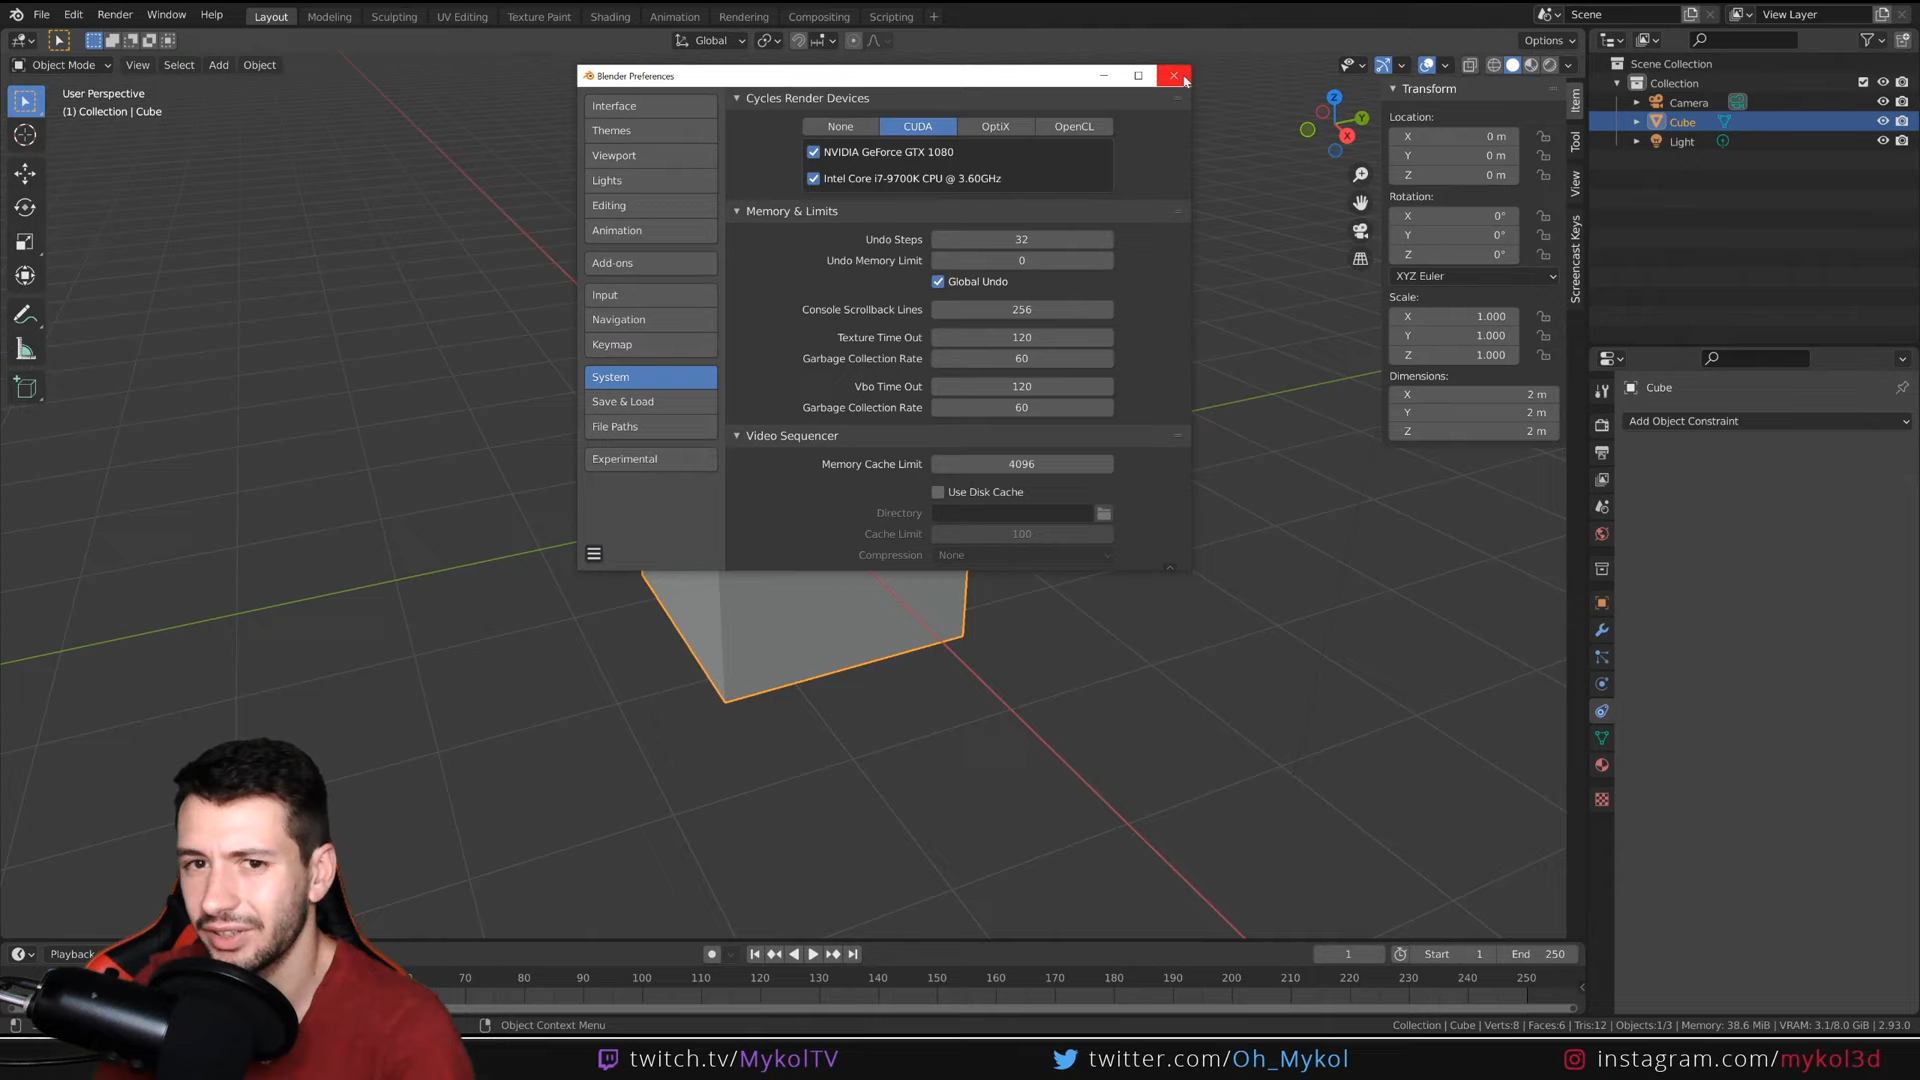 File Edit Render Window Help Layout Modeling Sculpting UV Editing Texture Paint Shading Animation Rendering Compositing Scripting + Scene View Layer
Global Options
Object Mode View Select Add Object
User Perspective
(1) Collection | Cube
Blender Preferences
Interface
Themes
Viewport
Lights
Editing
Animation
Add-ons
Input
Navigation
Keymap
System
Save & Load
File Paths
Experimental
Cycles Render Devices
None CUDA OptiX OpenCL
NVIDIA GeForce GTX 1080
Intel Core i7-9700K CPU @ 3.60GHz
Memory & Limits
Undo Steps 32
Undo Memory Limit 0
Global Undo
Console Scrollback Lines 256
Texture Time Out 120
Garbage Collection Rate 60
Vbo Time Out 120
Garbage Collection Rate 60
Video Sequencer
Memory Cache Limit 4096
Use Disk Cache
Directory
Cache Limit 100
Compression None
Z
Y
X
Transform
Location:
X 0 m
Y 0 m
Z 0 m
Rotation:
X 0°
Y 0°
Z 0°
XYZ Euler
Scale:
X 1.000
Y 1.000
Z 1.000
Dimensions:
X 2 m
Y 2 m
Z 2 m
Item
Tool
View
Screencast Keys
Scene Collection
Collection
Camera
Cube
Light
Cube
Add Object Constraint
Playback 1 Start 1 End 250
70 80 90 100 110 120 130 140 150 160 170 180 190 200 210 220 230 240 250
Object Context Menu Collection | Cube | Verts:8 | Faces:6 | Tris:12 | Objects:1/3 | Memory: 38.6 MiB | VRAM: 3.1/8.0 GiB | 2.93.0
twitch.tv/MykolTV twitter.com/Oh_Mykol instagram.com/mykol3d